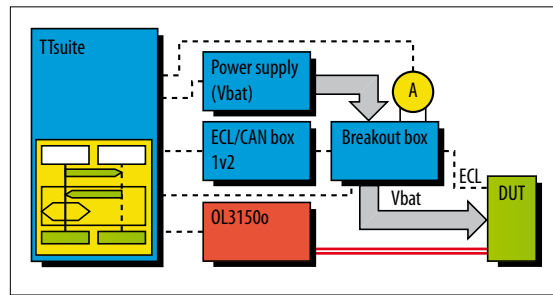 TTsuite
Power supply
(Vbat)
A
ECL/CAN box
1v2
Breakout box
ECL
Vbat
DUT
OL3150o